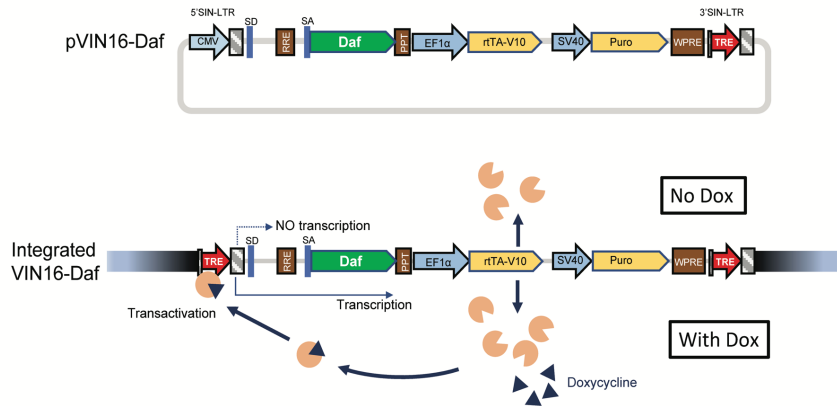 5'SIN-LTR 3'SIN-LTR
pVIN16-Daf
CMV SD RRE SA Daf PPT EF1α rtTA-V10 SV40 Puro WPRE TRE
No Dox
NO transcription
Integrated
VIN16-Daf
TRE SD RRE SA Daf PPT EF1α rtTA-V10 SV40 Puro WPRE TRE
Transcription
Transactivation
With Dox
Doxycycline